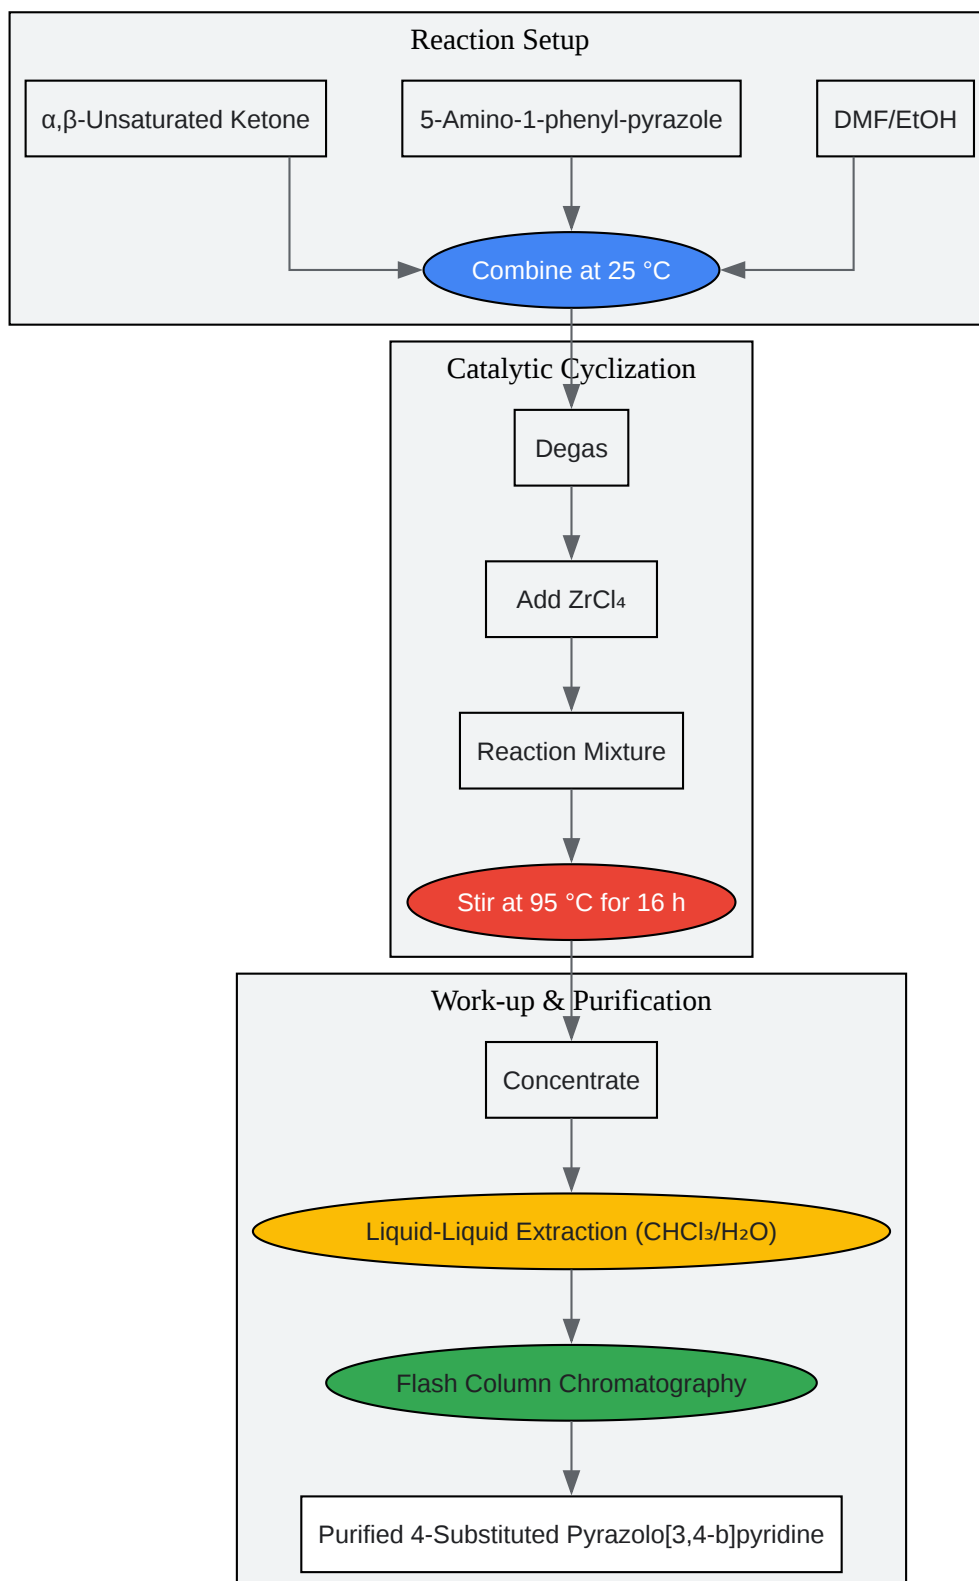 Reaction Setup
α,β-Unsaturated Ketone
5-Amino-1-phenyl-pyrazole
DMF/EtOH
Combine at 25 °C
Catalytic Cyclization
Degas
Add ZrCl₄
Reaction Mixture
Stir at 95 °C for 16 h
Work-up & Purification
Concentrate
Liquid-Liquid Extraction (CHCl₃/H₂O)
Flash Column Chromatography
Purified 4-Substituted Pyrazolo[3,4-b]pyridine